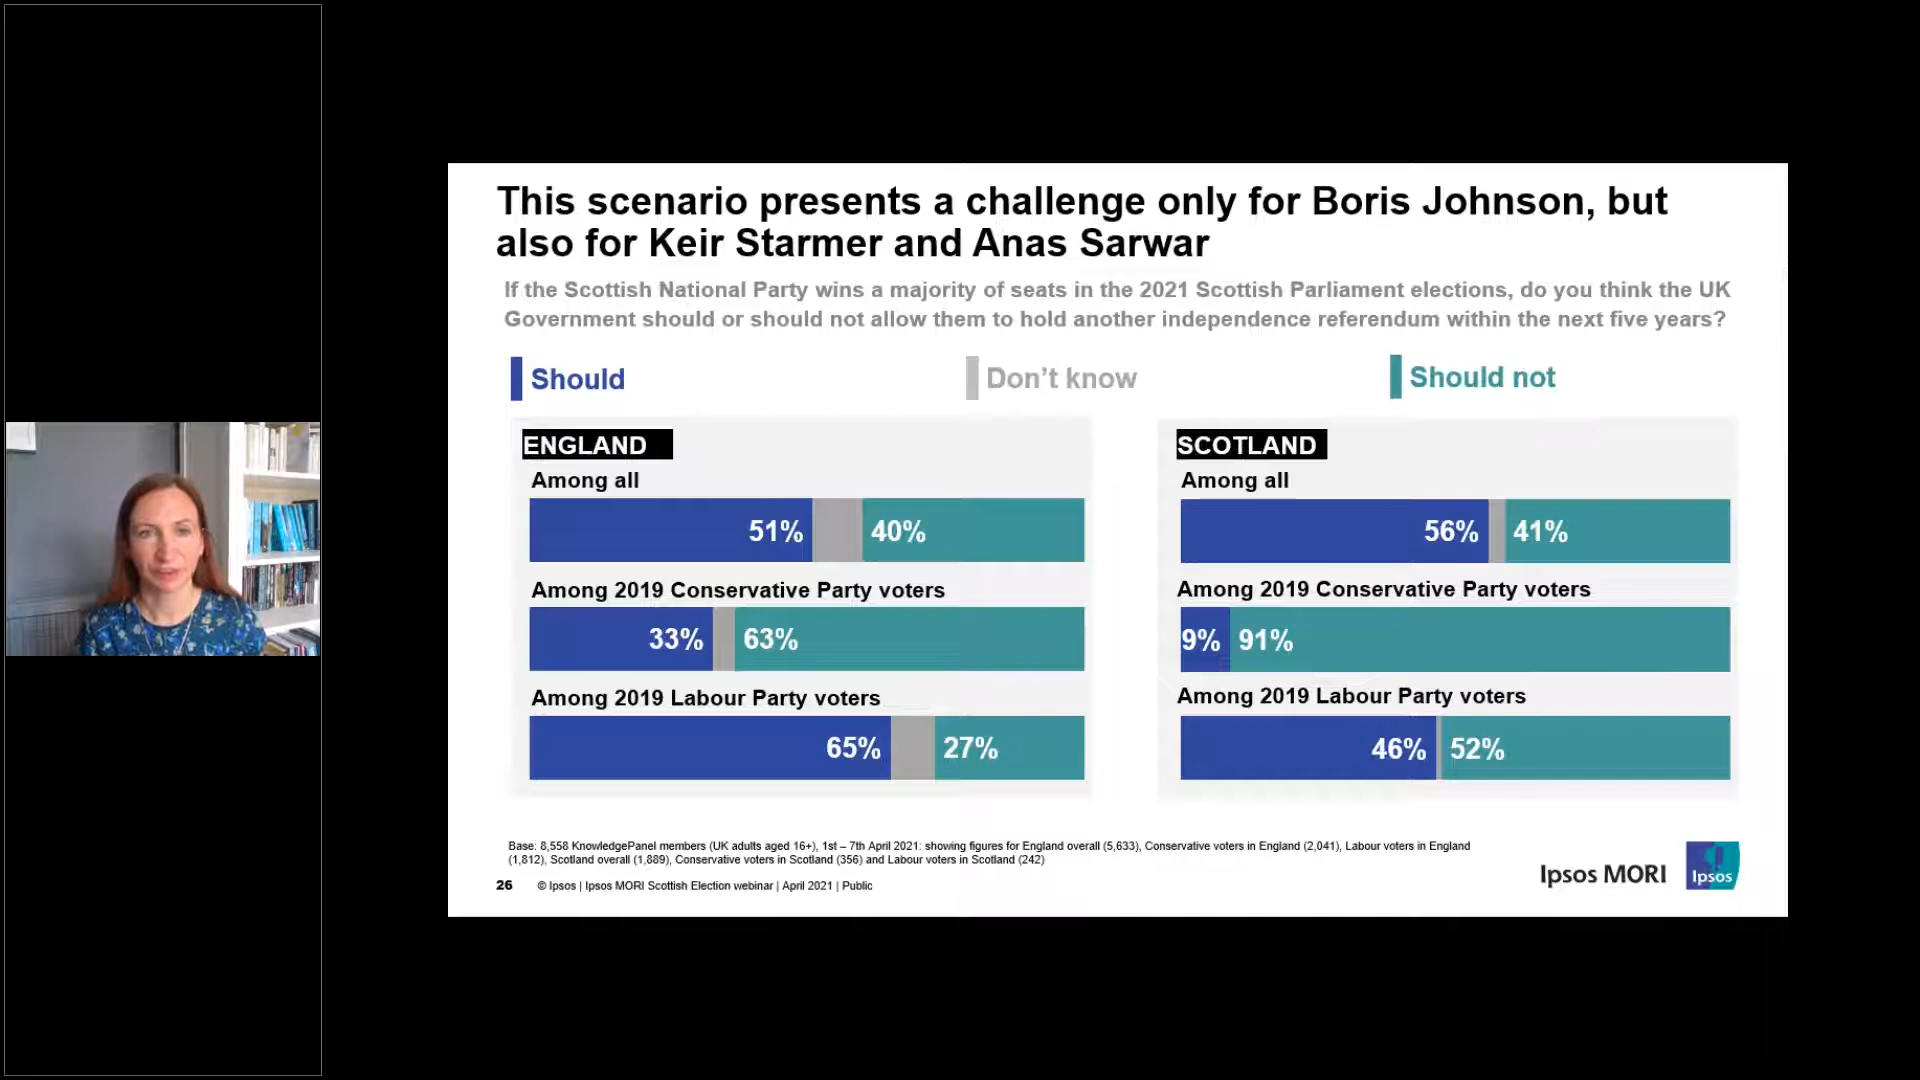 This scenario presents a challenge only for Boris Johnson, but
also for Keir Starmer and Anas Sarwar
If the Scottish National Party wins a majority of seats in the 2021 Scottish Parliament elections, do you think the UK
Government should or should not allow them to hold another independence referendum within the next five years?
Should
Don’t know
Should not
ENGLAND
Among all
51%
40%
Among 2019 Conservative Party voters
33%
63%
Among 2019 Labour Party voters
65%
27%
SCOTLAND
Among all
56%
41%
Among 2019 Conservative Party voters
9%
91%
Among 2019 Labour Party voters
46%
52%
Base: 8,558 KnowledgePanel members (UK adults aged 16+), 1st – 7th April 2021: showing figures for England overall (5,633), Conservative voters in England (2,041), Labour voters in England
(1,812), Scotland overall (1,889), Conservative voters in Scotland (356) and Labour voters in Scotland (242)
26
© Ipsos | Ipsos MORI Scottish Election webinar | April 2021 | Public
Ipsos MORI
Ipsos